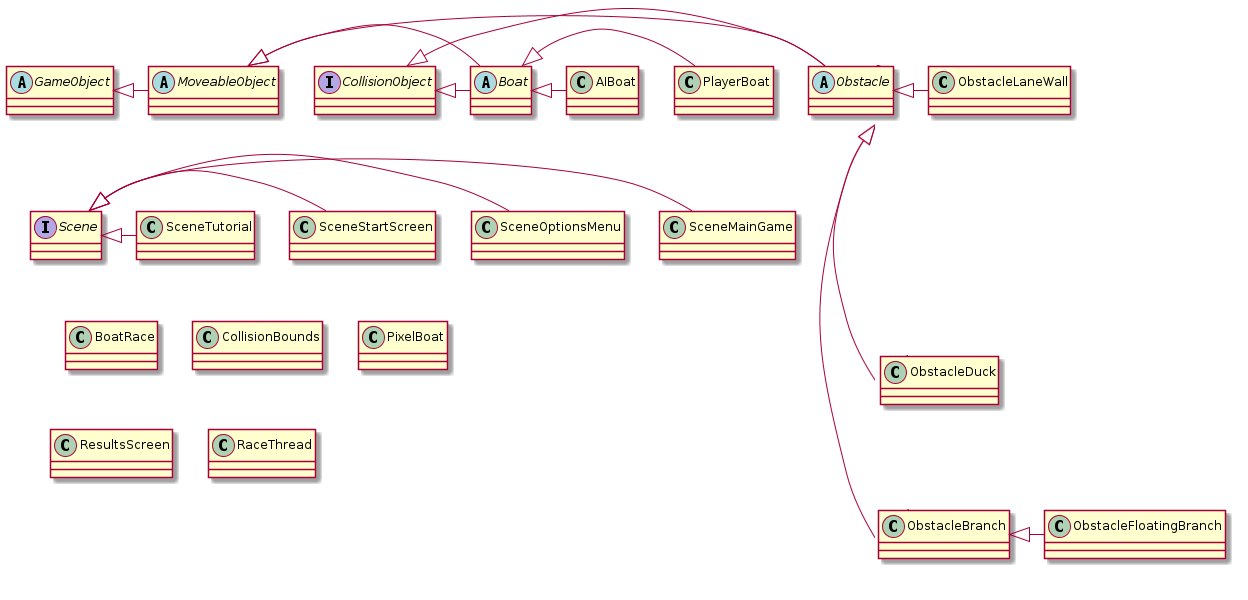 A GameObject
A MoveableObject
I CollisionObject
A Boat
C AIBoat
C PlayerBoat
A Obstacle
C ObstacleLaneWall
I Scene
C SceneTutorial
C SceneStartScreen
C SceneOptionsMenu
C SceneMainGame
C BoatRace
C CollisionBounds
C PixelBoat
C ObstacleDuck
C ResultsScreen
C RaceThread
C ObstacleBranch
C ObstacleFloatingBranch